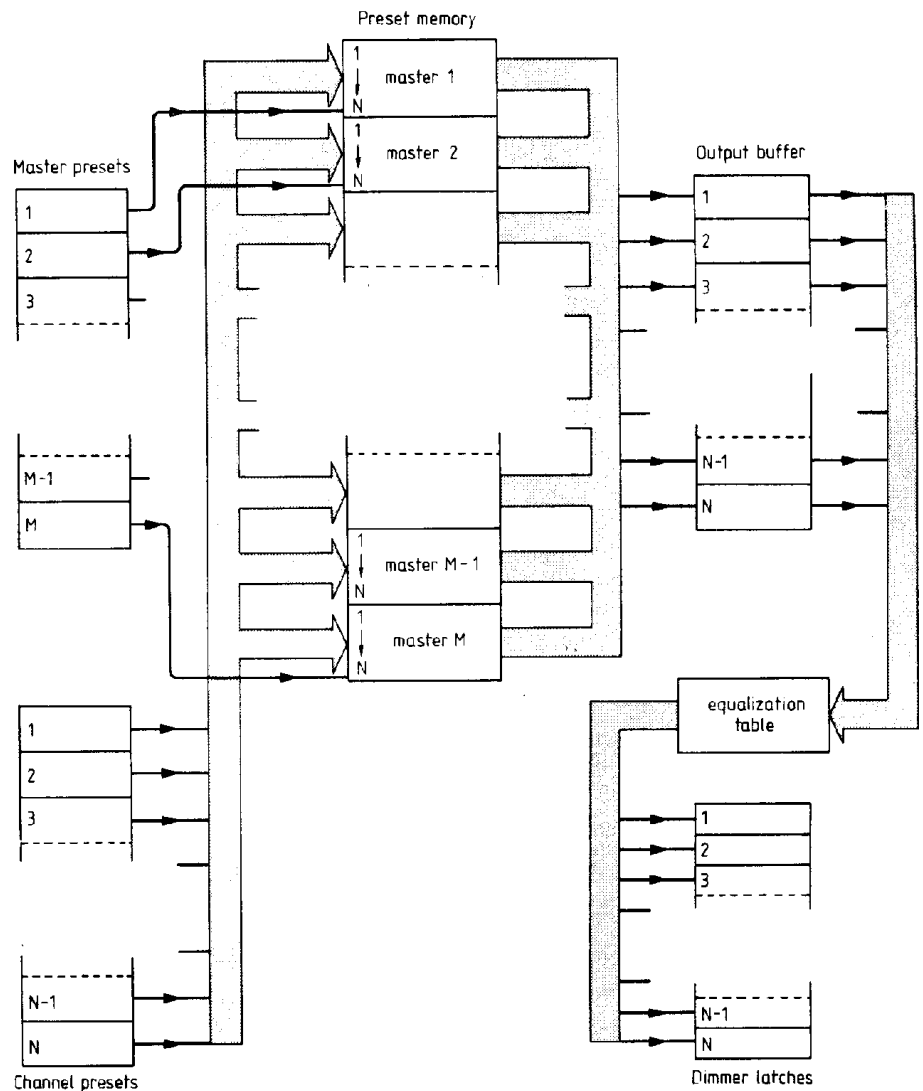 Preset memory
1
N
master 1
1
N
master 2
Master presets
1
2
3
M-1
M
1
N
master M-1
1
N
master M
Output buffer
1
2
3
N-1
N
equalization
table
1
2
3
N-1
N
Channel presets
1
2
3
N-1
N
Dimmer latches